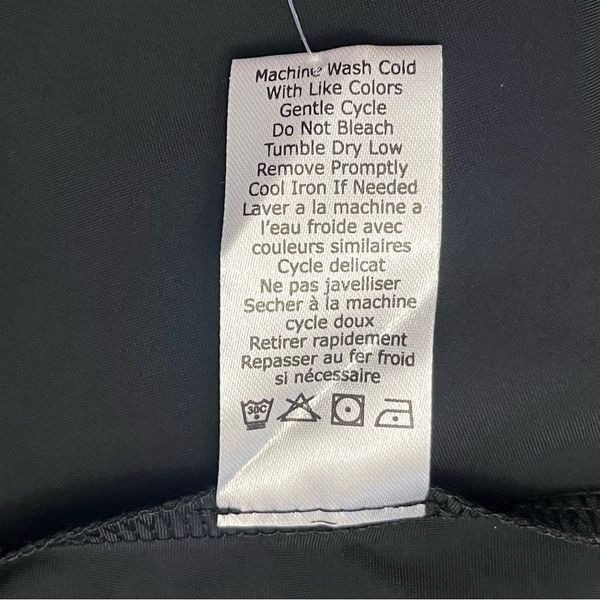 Machine Wash Cold
With Like Colors
Gentle Cycle
Do Not Bleach
Tumble Dry Low
Remove Promptly
Cool Iron If Needed
Laver a la machine a
l'eau froide avec
couleurs similaires
Cycle delicat
Ne pas javelliser
Secher à la machine
cycle doux
Retirer rapidement
Repasser au fer froid
si nécessaire
30C